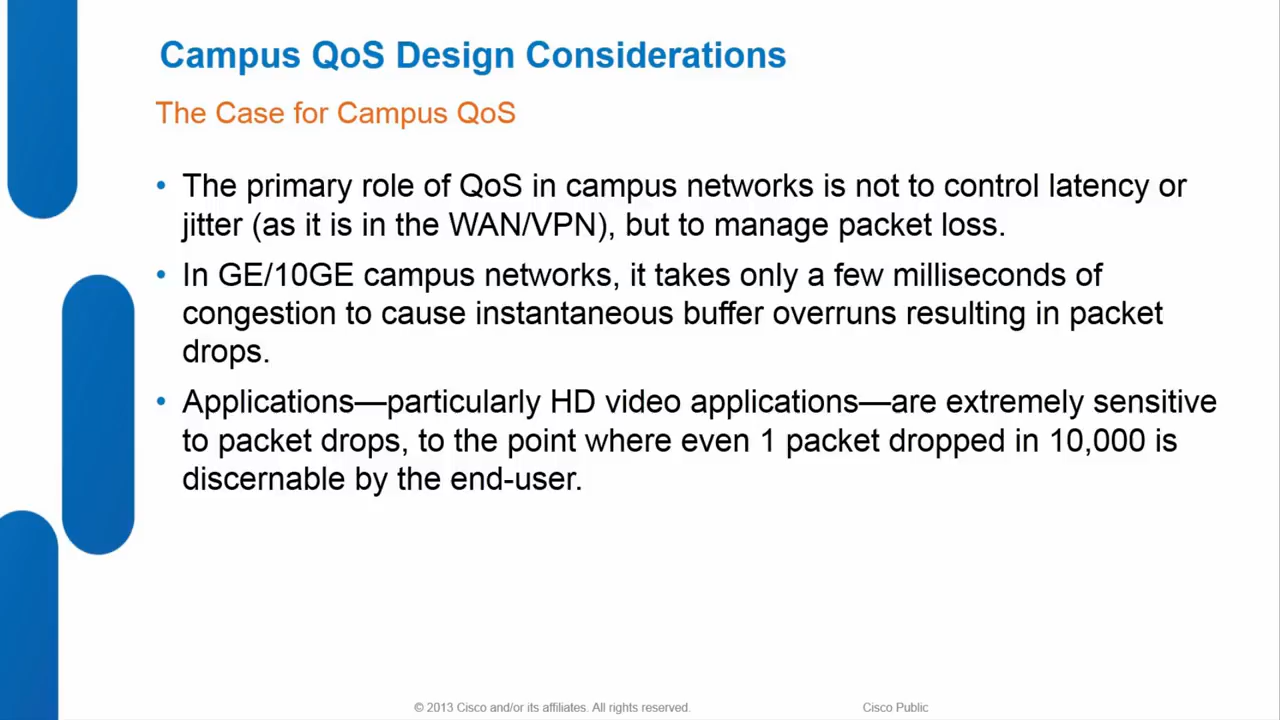 Campus QoS Design Considerations
The Case for Campus QoS
• The primary role of QoS in campus networks is not to control latency or
jitter (as it is in the WAN/VPN), but to manage packet loss.
• In GE/10GE campus networks, it takes only a few milliseconds of
congestion to cause instantaneous buffer overruns resulting in packet
drops.
• Applications—particularly HD video applications—are extremely sensitive
to packet drops, to the point where even 1 packet dropped in 10,000 is
discernable by the end-user.
© 2013 Cisco and/or its affiliates. All rights reserved.
Cisco Public